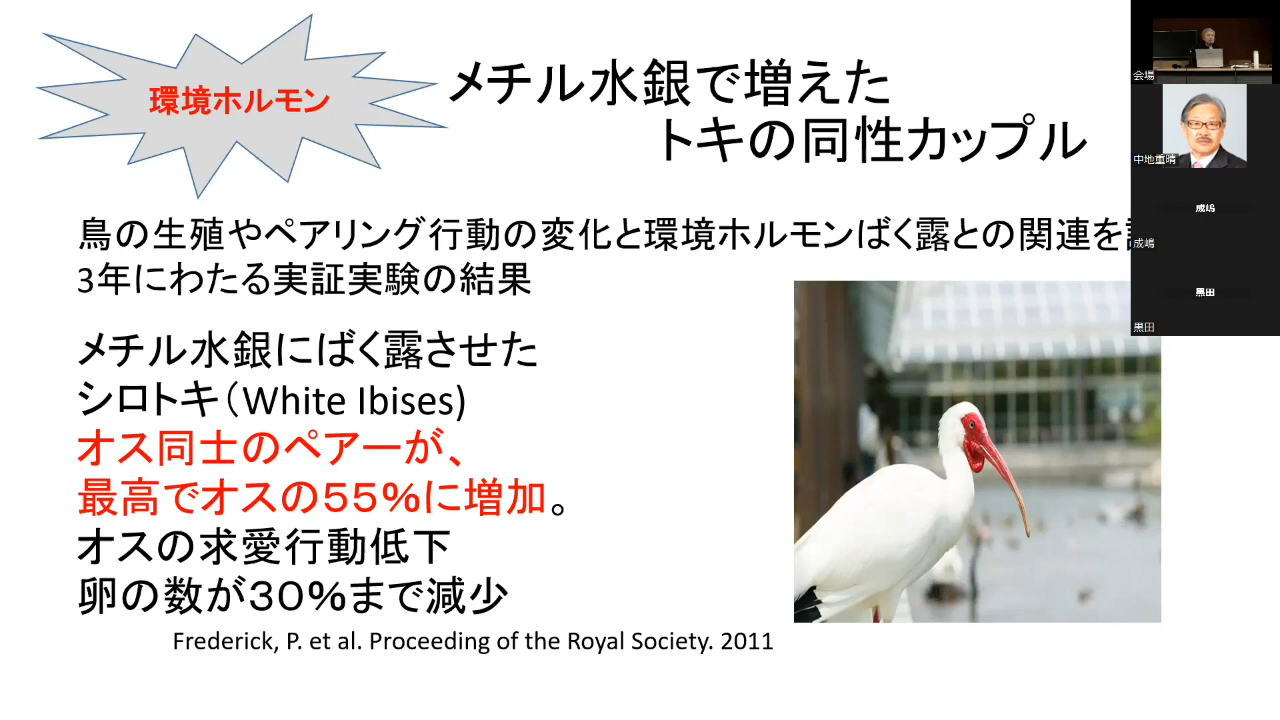 環境ホルモン
メチル水銀で増えた
トキの同性カップル
鳥の生殖やペアリング行動の変化と環境ホルモンばく露との関連を
3年にわたる実証実験の結果
メチル水銀にばく露させた
シロトキ（White Ibises)
オス同士のペアーが、
最高でオスの５５％に増加。
オスの求愛行動低下
卵の数が３０％まで減少
Frederick, P. et al. Proceeding of the Royal Society. 2011
会場
中地重晴
成嶋
成嶋
黒田
黒田